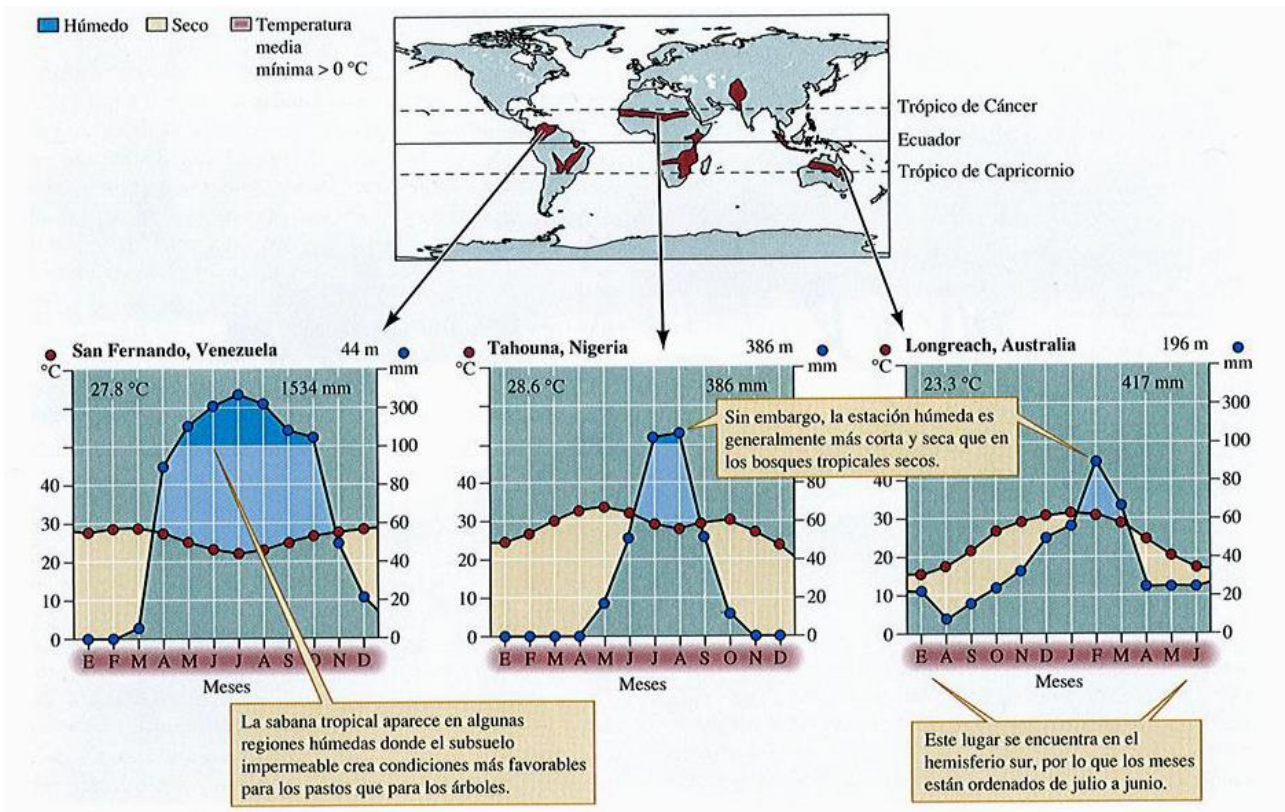 Húmedo Seco Temperatura
media
mínima > 0 °C
Trópico de Cáncer
Ecuador
Trópico de Capricornio
San Fernando, Venezuela 44 m
°C mm
27.8 °C 1534 mm
300
100
40 80
30 60
20 40
10 20
0 0
E F M A M J J A S O N D
Meses
La sabana tropical aparece en algunas
regiones húmedas donde el subsuelo
impermeable crea condiciones más favorables
para los pastos que para los árboles.
Tahouna, Nigeria 386 m
°C mm
28.6 °C 386 mm
Sin embargo, la estación húmeda es
generalmente más corta y seca que en
los bosques tropicales secos.
40 80
30 60
20 40
10 20
0 0
E F M A M J J A S O N D
Meses
Longreach, Australia 196 m
°C mm
23.3 °C 417 mm
300
100
40 80
30 60
20 40
10 20
0 0
E A S O N D J F M A M J
Meses
Este lugar se encuentra en el
hemisferio sur, por lo que los meses
están ordenados de julio a junio.